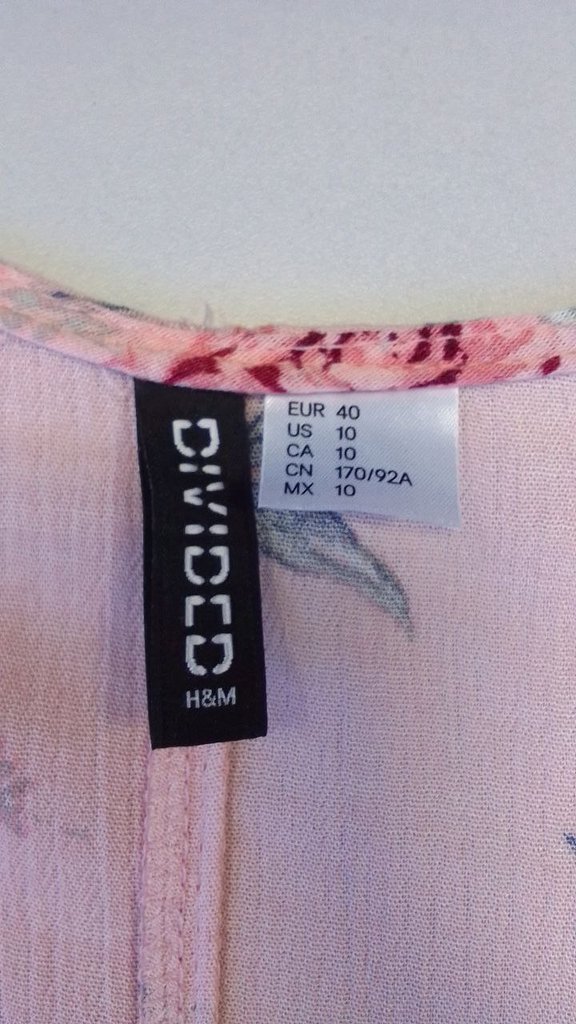 DIVIDED
H&M
EUR 40
US 10
CA 10
CN 170/92A
MX 10